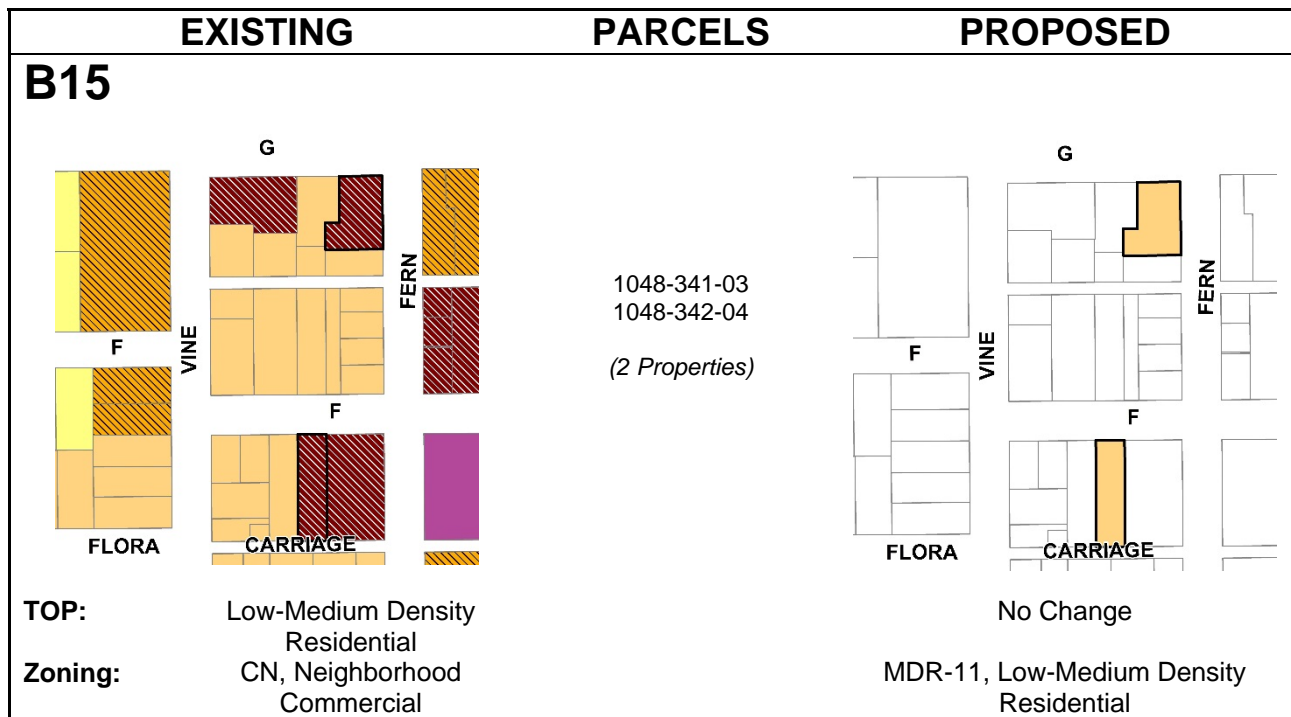 EXISTING PARCELS PROPOSED
B15
G
FERN
F
VINE
F
FLORA
CARRIAGE
1048-341-03
1048-342-04
(2 Properties)
G
FERN
F
VINE
F
FLORA
CARRIAGE
TOP: Low-Medium Density No Change
Residential
Zoning: CN, Neighborhood MDR-11, Low-Medium Density
Commercial Residential